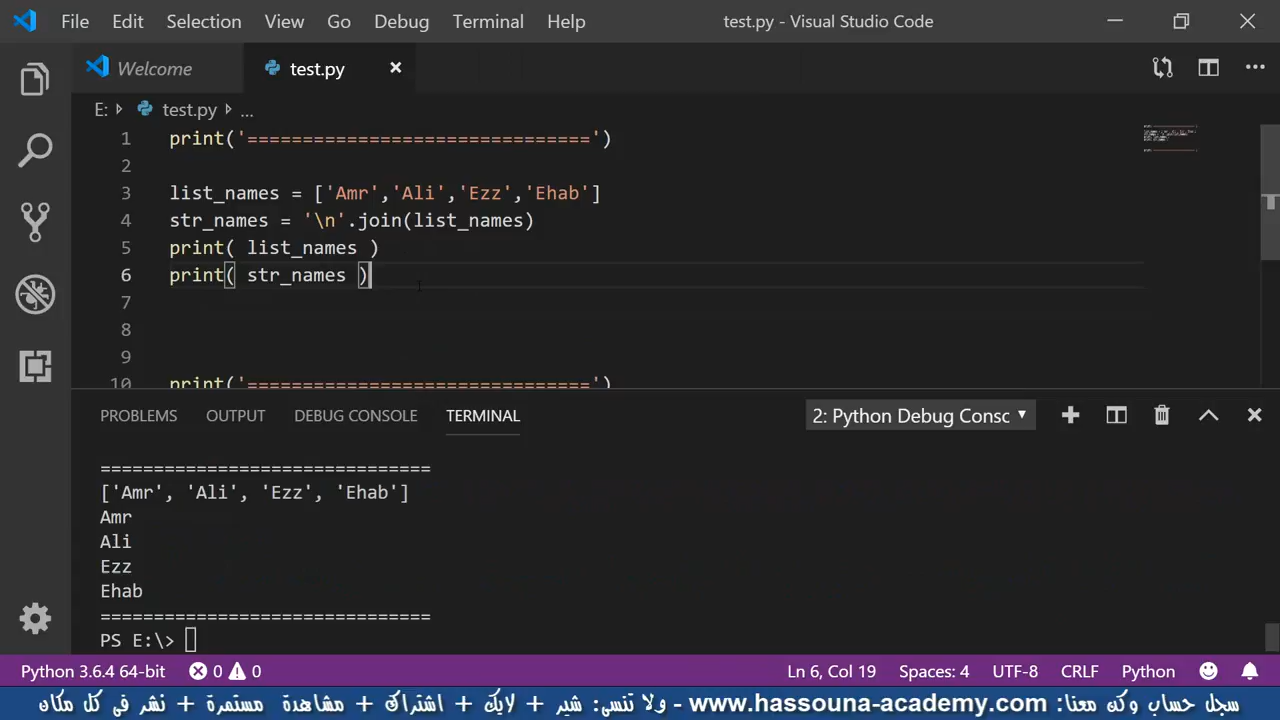 File Edit Selection View Go Debug Terminal Help test.py - Visual Studio Code
Welcome test.py
E: test.py ...
1 print('===============================')
2
3 list_names = ['Amr','Ali','Ezz','Ehab']
4 str_names = '\n'.join(list_names)
5 print( list_names )
6 print( str_names )
7
8
9
10 print('===============================')
PROBLEMS OUTPUT DEBUG CONSOLE TERMINAL 2: Python Debug Consc
===============================
['Amr', 'Ali', 'Ezz', 'Ehab']
Amr
Ali
Ezz
Ehab
===============================
PS E:\>
Python 3.6.4 64-bit 0 0 Ln 6, Col 19 Spaces: 4 UTF-8 CRLF Python
سجل حساب وكن معنا: www.hassouna-academy.com - ولا تنسى: شير + لايك + اشتراك + مشاهدة مستمرة + نشر فى كل مكان